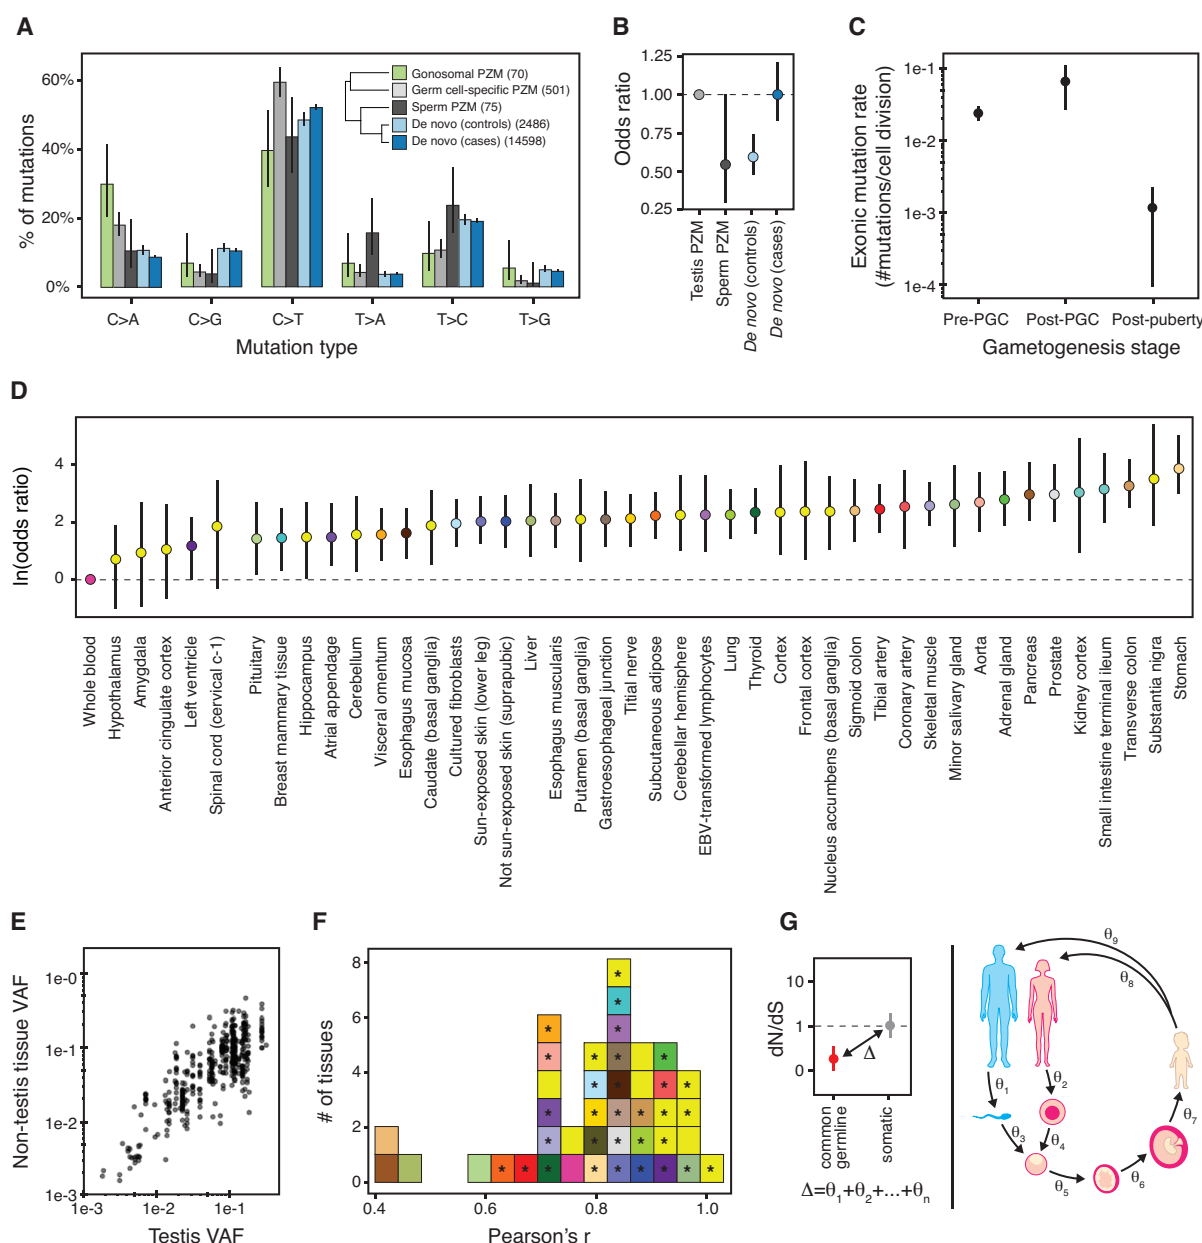 A
60%
40%
20%
0%
% of mutations
Gonosomal PZM (70)
Germ cell-specific PZM (501)
Sperm PZM (75)
De novo (controls) (2486)
De novo (cases) (14598)
C>A C>G C>T T>A T>C T>G
Mutation type
B
1.25
1.00
0.75
0.50
0.25
Odds ratio
Testis PZM
Sperm PZM
De novo (controls)
De novo (cases)
C
1e-1
1e-3
1e-4
Exonic mutation rate
(#mutations/cell division)
Pre-PGC Post-PGC Post-puberty
Gametogenesis stage
D
4
2
0
ln(odds ratio)
Whole blood
Hypothalamus
Amygdala
Anterior cingulate cortex
Left ventricle
Spinal cord (cervical c-1)
Pituitary
Breast mammary tissue
Hippocampus
Atrial appendage
Cerebellum
Visceral omentum
Esophagus mucosa
Caudate (basal ganglia)
Cultured fibroblasts
Sun-exposed skin (lower leg)
Not sun-exposed skin (suprapubic)
Liver
Esophagus muscularis
Putamen (basal ganglia)
Gastroesophageal junction
Tibital nerve
Subcutaneous adipose
Cerebellar hemisphere
EBV-transformed lymphocytes
Lung
Thyroid
Cortex
Frontal cortex
Nucleus accumbens (basal ganglia)
Sigmoid colon
Tibial artery
Coronary artery
Skeletal muscle
Minor salivary gland
Aorta
Adrenal gland
Pancreas
Prostate
Kidney cortex
Small intestine terminal ileum
Transverse colon
Substantia nigra
Stomach
E
1e-0
1e-1
1e-2
1e-3
Non-testis tissue VAF
1e-3 1e-2 1e-1
Testis VAF
F
8
6
4
2
0
# of tissues
* * * * * * * * * * * * * * * * * * * * * * * * * * * * * * * * *
0.4 0.6 0.8 1.0
Pearson's r
G
10
1
0
dN/dS
Δ
common
germline
somatic
Δ=θ1+θ2+...+θn
θ9
θ8
θ1
θ2
θ3
θ4
θ5
θ6
θ7